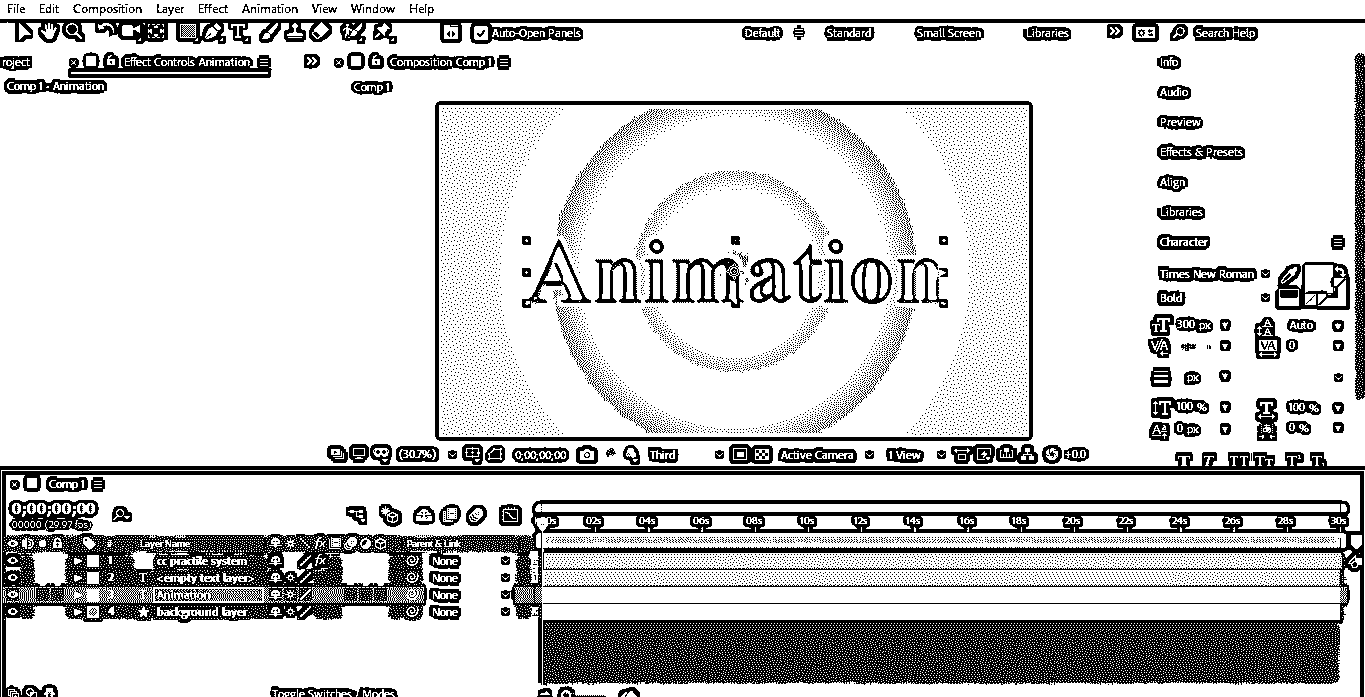 File Edit Composition Layer Effect Animation View Window Help
Auto-Open Panels Default Standard Small Screen Libraries Search Help
roject Effect Controls Animation Composition Comp 1 Info
Comp 1 - Animation Comp 1
Audio
Preview
Effects & Presets
Align
Libraries
Character
Animation
Times New Roman
Bold
300 px Auto
0
px
100 % 100 %
0 px 0 %
(30.7%) 0;00;00;00 Third Active Camera 1 View +0.0
Comp 1
0;00;00;00
00000 (29.97 fps)
0s 02s 04s 06s 08s 10s 12s 14s 16s 18s 20s 22s 24s 26s 28s 30s
Layer Name Parent & Link
1 cc practile system None
2 T <empty text layer> None
Animation None
4 background layer None
Toggle Switches / Modes